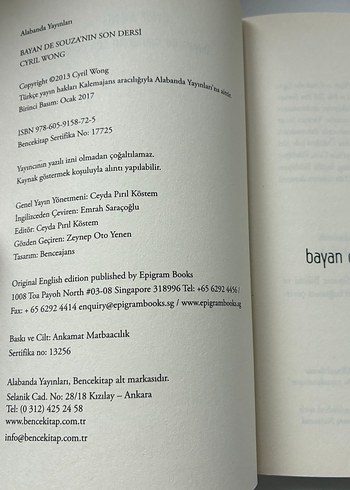 Alabanda Yayınları
BAYAN DE SOUZA'NIN SON DERSİ
CYRIL WONG
Copyright ©2013 Cyril Wong
Türkçe yayın hakları Kalemajans aracılığıyla Alabanda Yayınları'na aittir.
Birinci Basım: Ocak 2017
ISBN 978-605-9158-72-5
Bencekitap Sertifika No: 17725
Yayıncının yazılı izni olmadan çoğaltılamaz.
Kaynak göstermek koşuluyla alıntı yapılabilir.
Genel Yayın Yönetmeni: Ceyda Pırıl Köstem
İngilizceden Çeviren: Emrah Saraçoğlu
Editör: Ceyda Pırıl Köstem
Gözden Geçiren: Zeynep Oto Yenen
Tasarım: Benceajans
Original English edition published by Epigram Books
1008 Toa Payoh North #03-08 Singapore 318996 Tel: +65 6292 4456 /
Fax: + 65 6292 4414 enquiry@epigrambooks.sg / www.epigrambooks.sg
Baskı ve Cilt: Ankamat Matbaacılık
Sertifika no: 13256
Alabanda Yayınları, Bencekitap alt markasıdır.
Selanik Cad. No: 28/18 Kızılay – Ankara
Tel: (0 312) 425 24 58
www.bencekitap.com.tr
info@bencekitap.com.tr
bayan